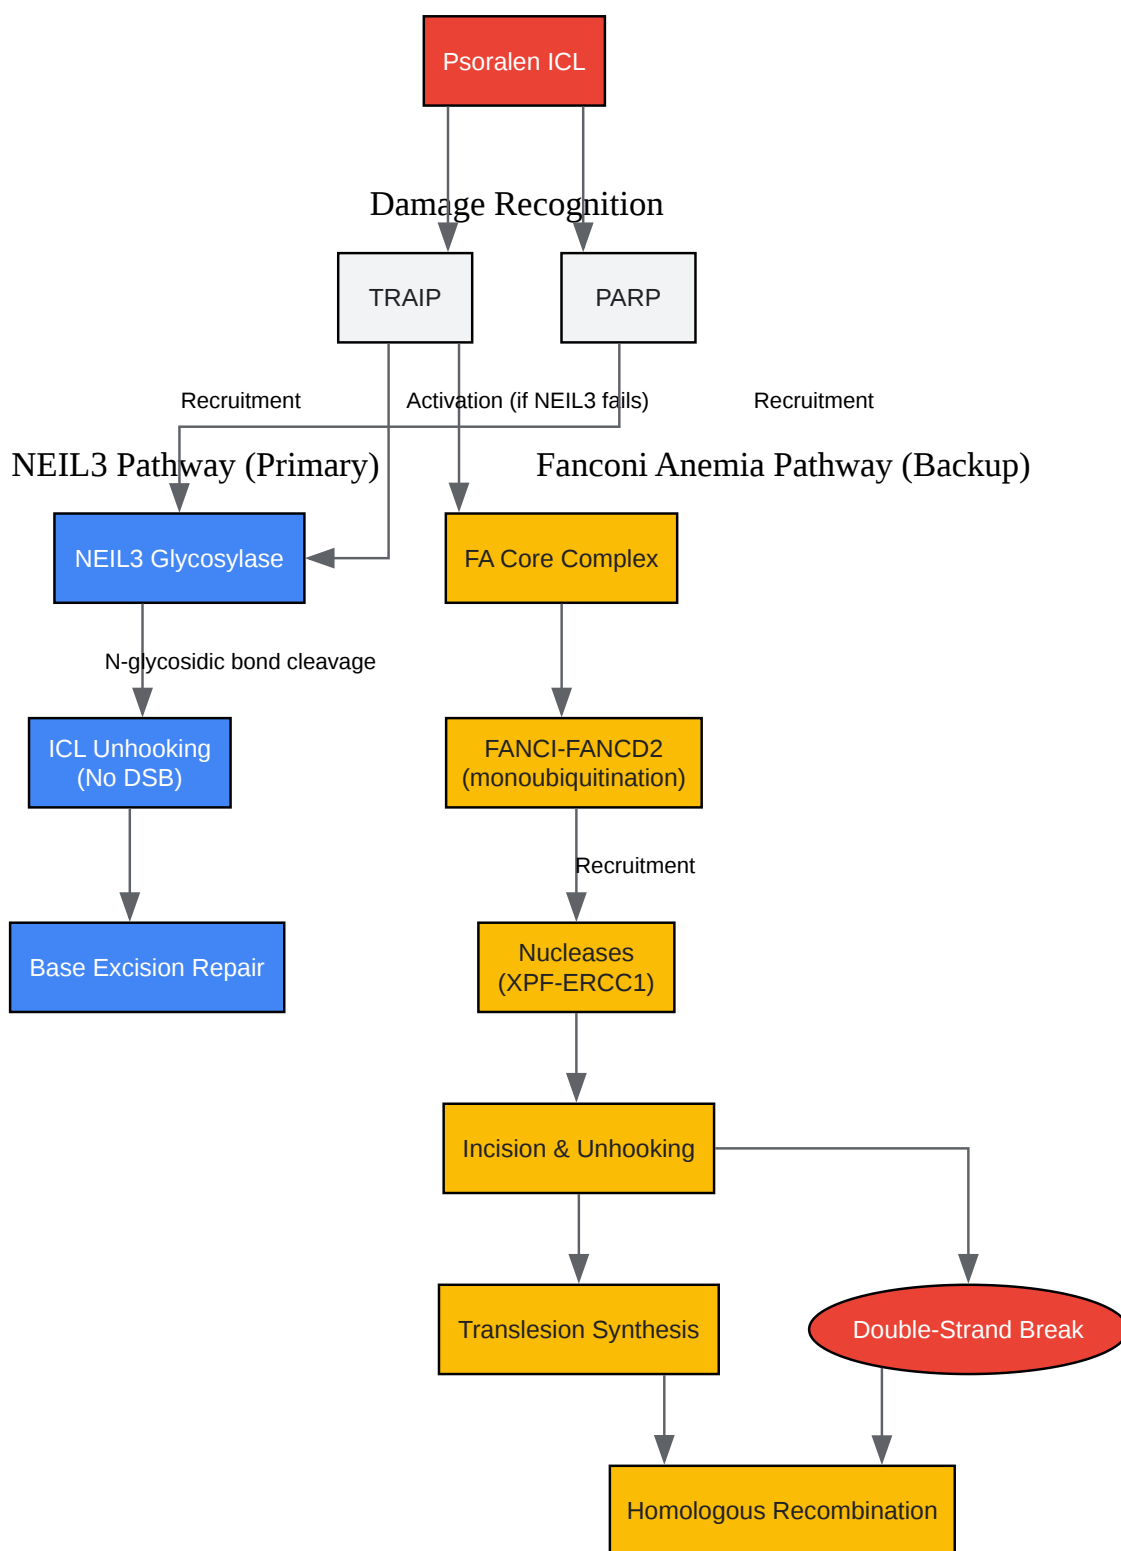 Psoralen ICL
Damage Recognition
TRAIP
PARP
Recruitment
Activation (if NEIL3 fails)
Recruitment
NEIL3 Pathway (Primary)
Fanconi Anemia Pathway (Backup)
NEIL3 Glycosylase
FA Core Complex
N-glycosidic bond cleavage
ICL Unhooking
(No DSB)
FANCI-FANCD2
(monoubiquitination)
Recruitment
Base Excision Repair
Nucleases
(XPF-ERCC1)
Incision & Unhooking
Translesion Synthesis
Double-Strand Break
Homologous Recombination